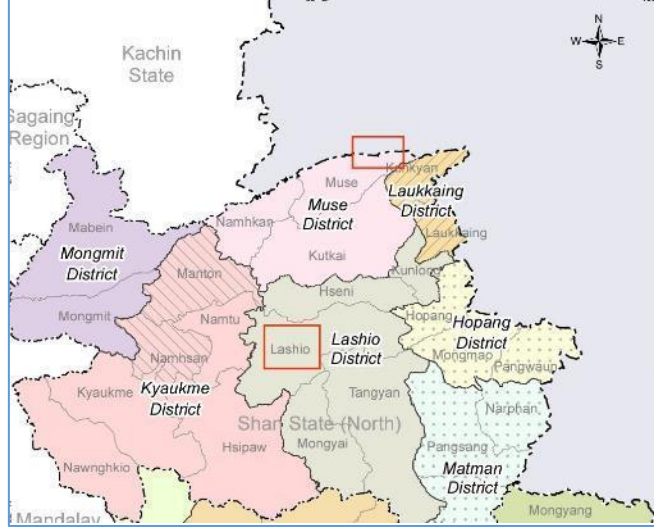 N
W E
S
Kachin
State
Sagaing
Region
Konkyan
Muse
Laukkaing
District
Muse
District
Namhkan
Mabein
Laukkaing
Mongmit
District
Kutkai
Kunlong
Manton
Hseni
Mongmit
Namtu
Hopang
Hopang
District
Lashio
Lashio
District
Namhsan
Mongmao
Pangwaun
Kyaukme
Kyaukme
District
Tangyan
Narphan
Shan State (North)
Hsipaw
Mongyai
Pangsang
Nawnghkio
Matman
District
Mongyang
Mandalay